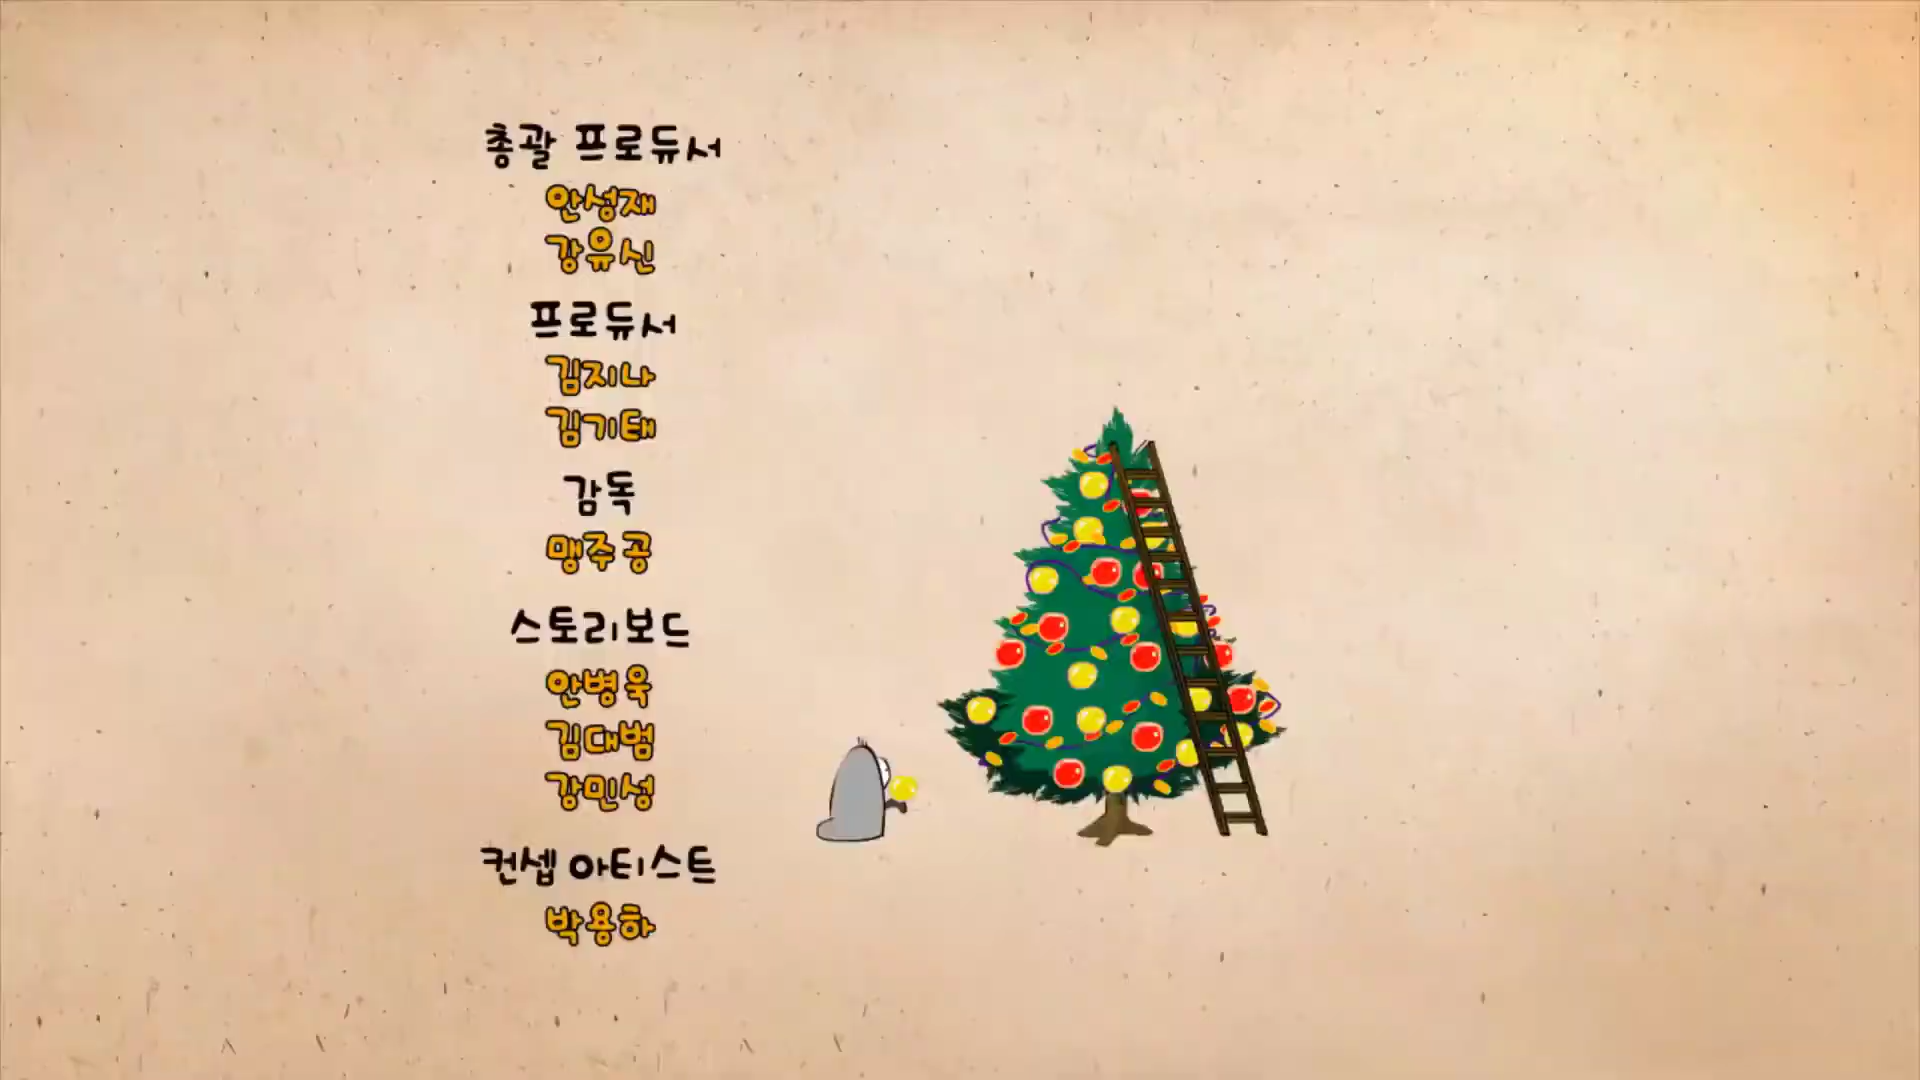 총괄 프로듀서
안성재
강유신
프로듀서
김지나
김기태
감독
맹주공
스토리보드
안병욱
김대범
강민성
컨셉 아티스트
박용하